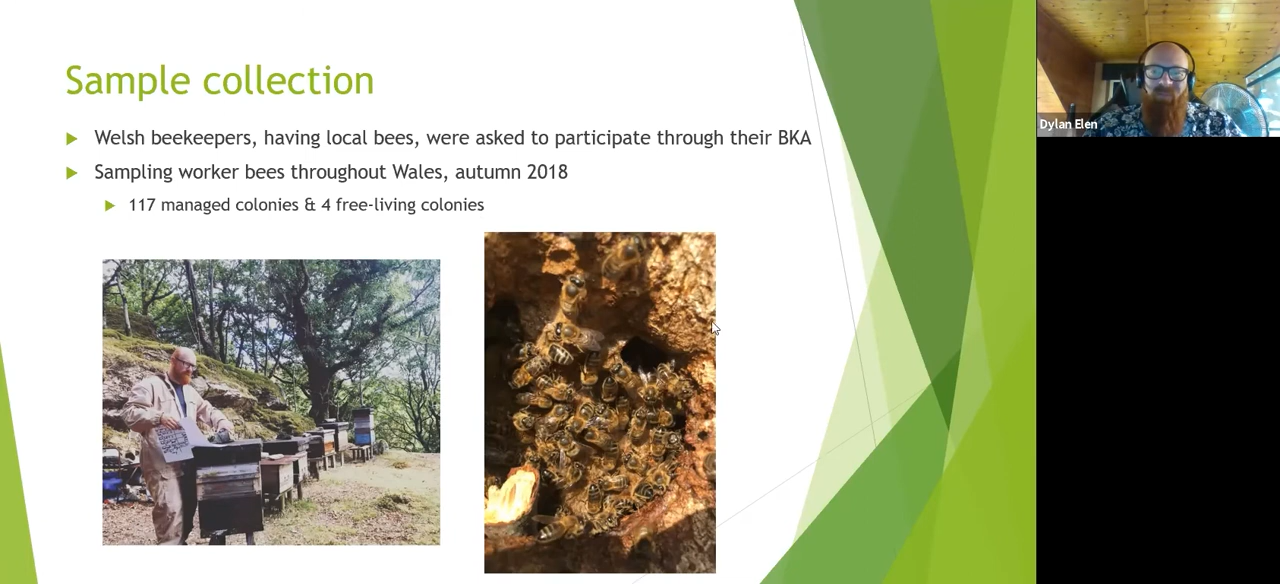 Sample collection
Welsh beekeepers, having local bees, were asked to participate through their BKA
Sampling worker bees throughout Wales, autumn 2018
117 managed colonies & 4 free-living colonies
Dylan Elen